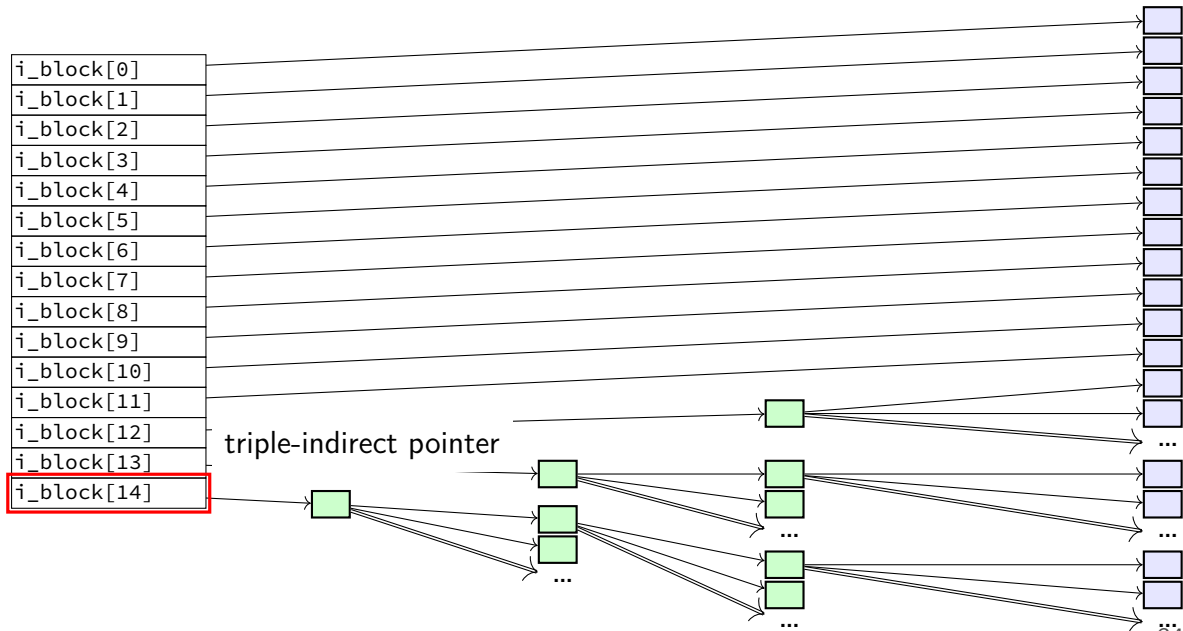 i_block[0]
i_block[1]
i_block[2]
i_block[3]
i_block[4]
i_block[5]
i_block[6]
i_block[7]
i_block[8]
i_block[9]
i_block[10]
i_block[11]
i_block[12]
...
triple-indirect pointer
i_block[13]
i_block[14]
...
...
...
...
...